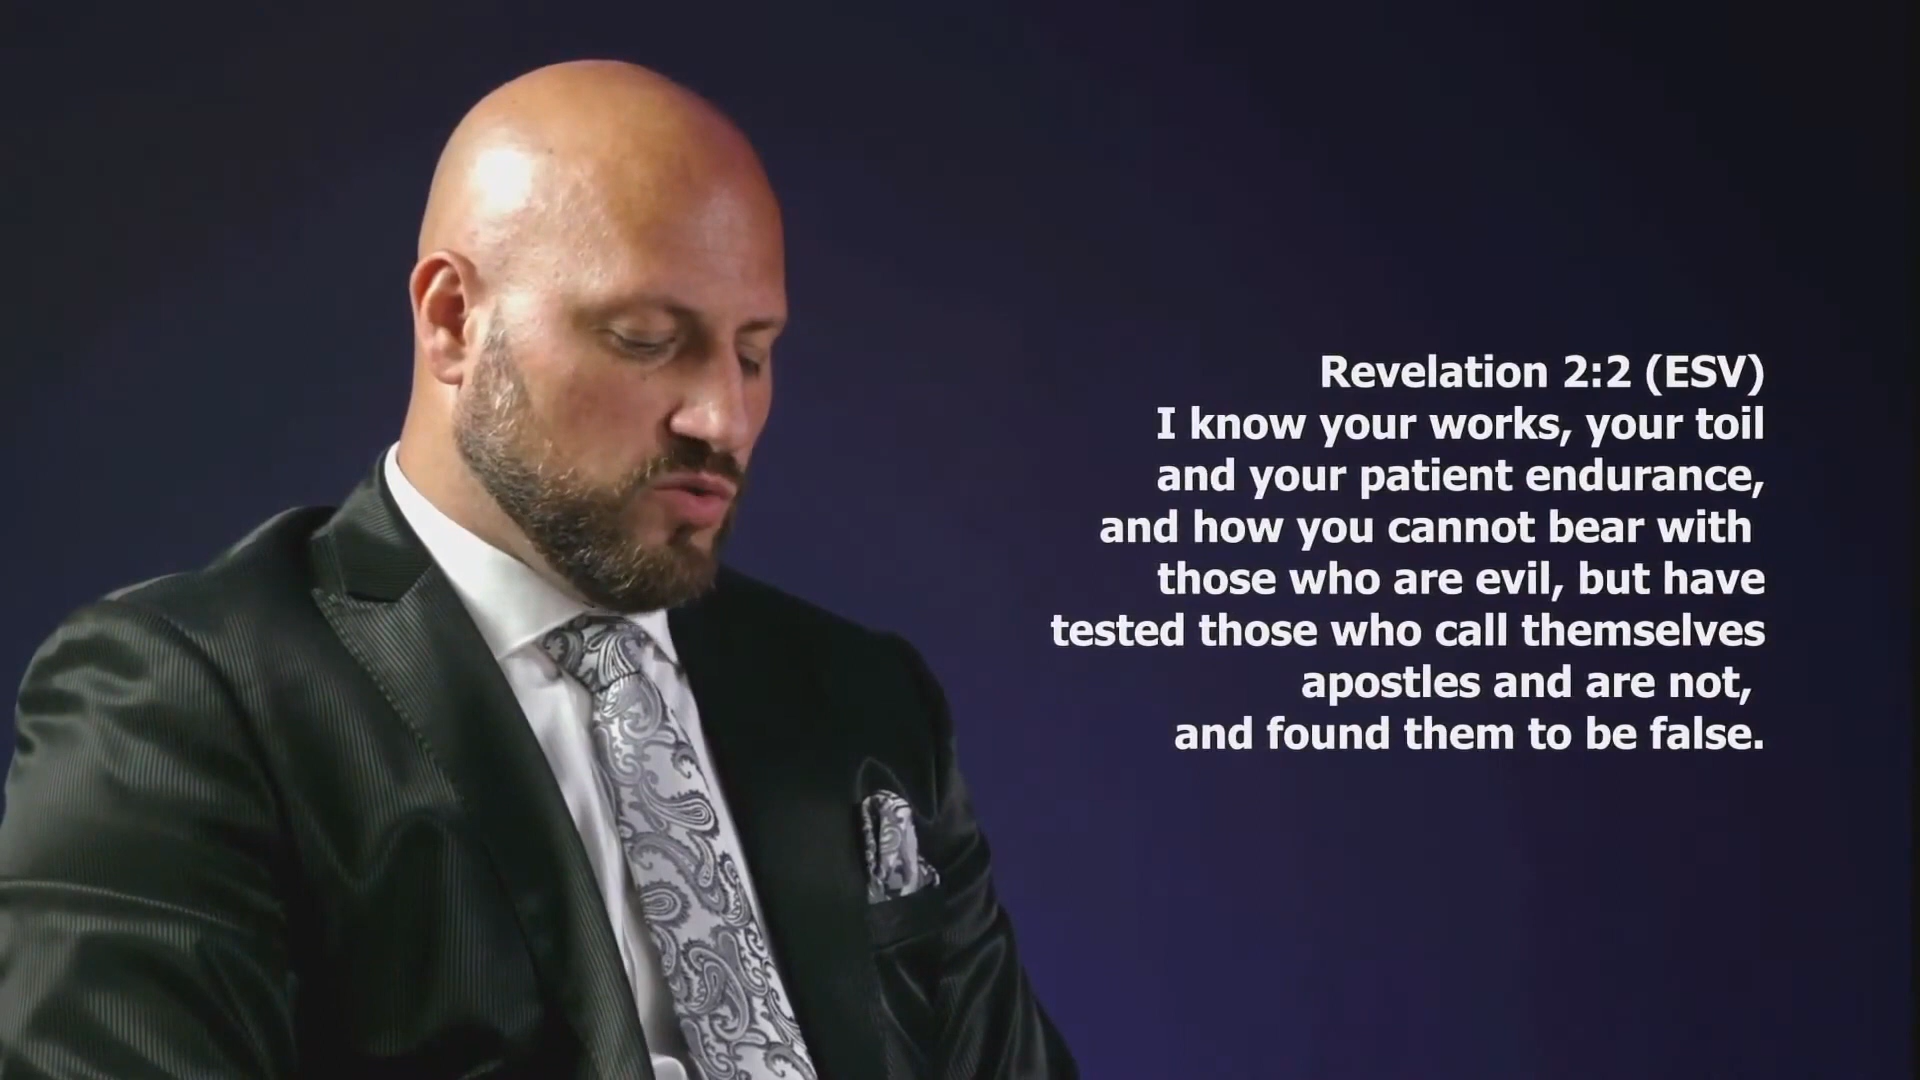 Revelation 2:2 (ESV)
I know your works, your toil
and your patient endurance,
and how you cannot bear with
those who are evil, but have
tested those who call themselves
apostles and are not,
and found them to be false.